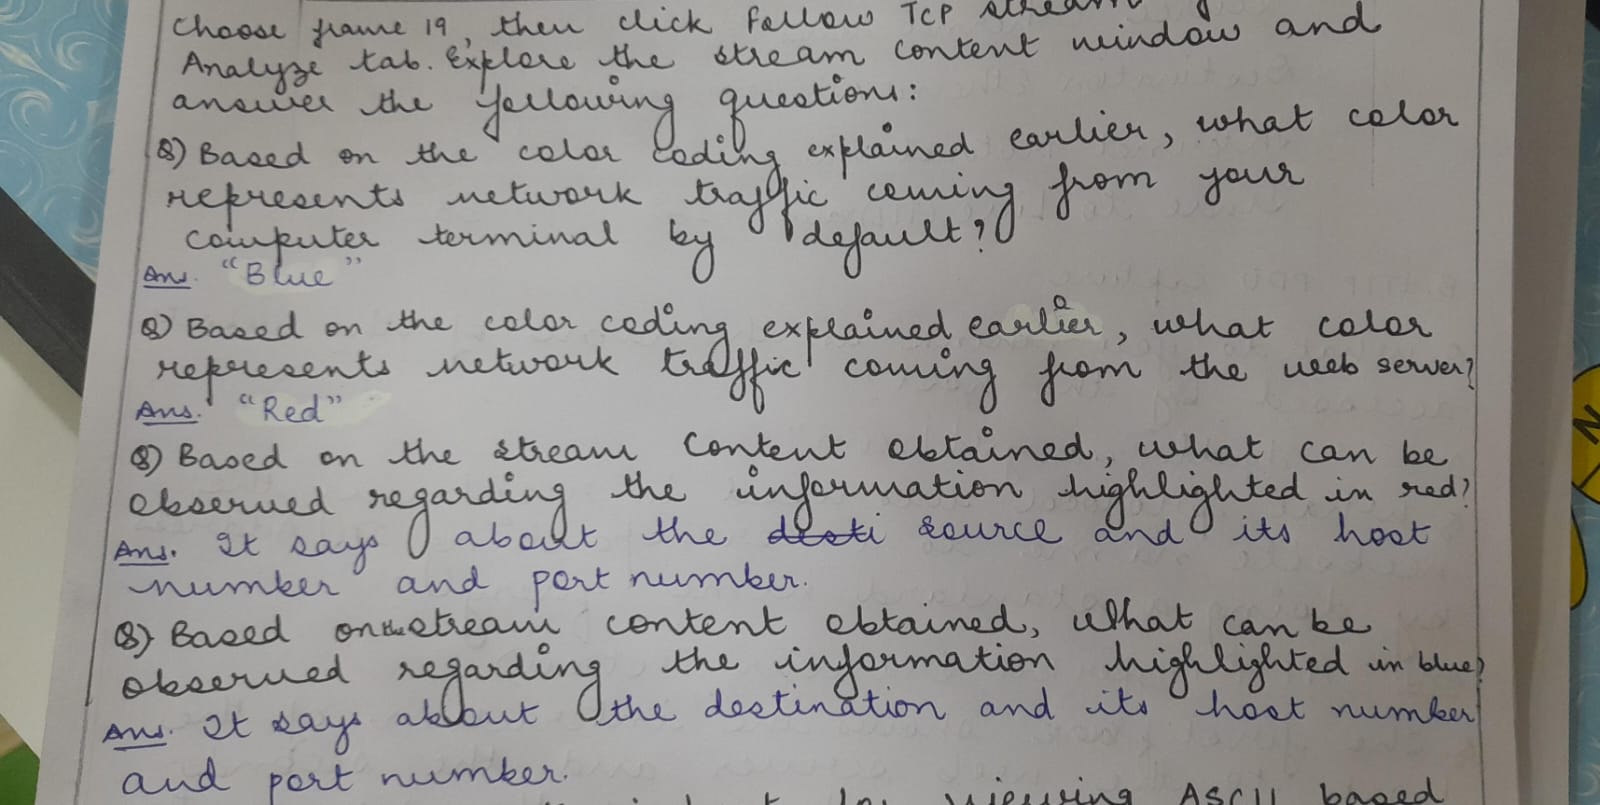 Choose frame 19, then click Follow TCP stream
Analyze tab. Explore the stream content window and
answer the following questions:
Q) Based on the color coding explained earlier, what color
represents network traffic coming from your
computer terminal by default?
Ans. "Blue"
Q) Based on the color coding explained earlier, what color
represents network traffic coming from the web server?
Ans. "Red"
Q) Based on the stream content obtained, what can be
observed regarding the information highlighted in red?
Ans. It says about the desti source and its host
number and port number.
Q) Based on the stream content obtained, what can be
observed regarding the information highlighted in blue?
Ans. It says about the destination and its host number
and port number.
viewing ASCII based
N